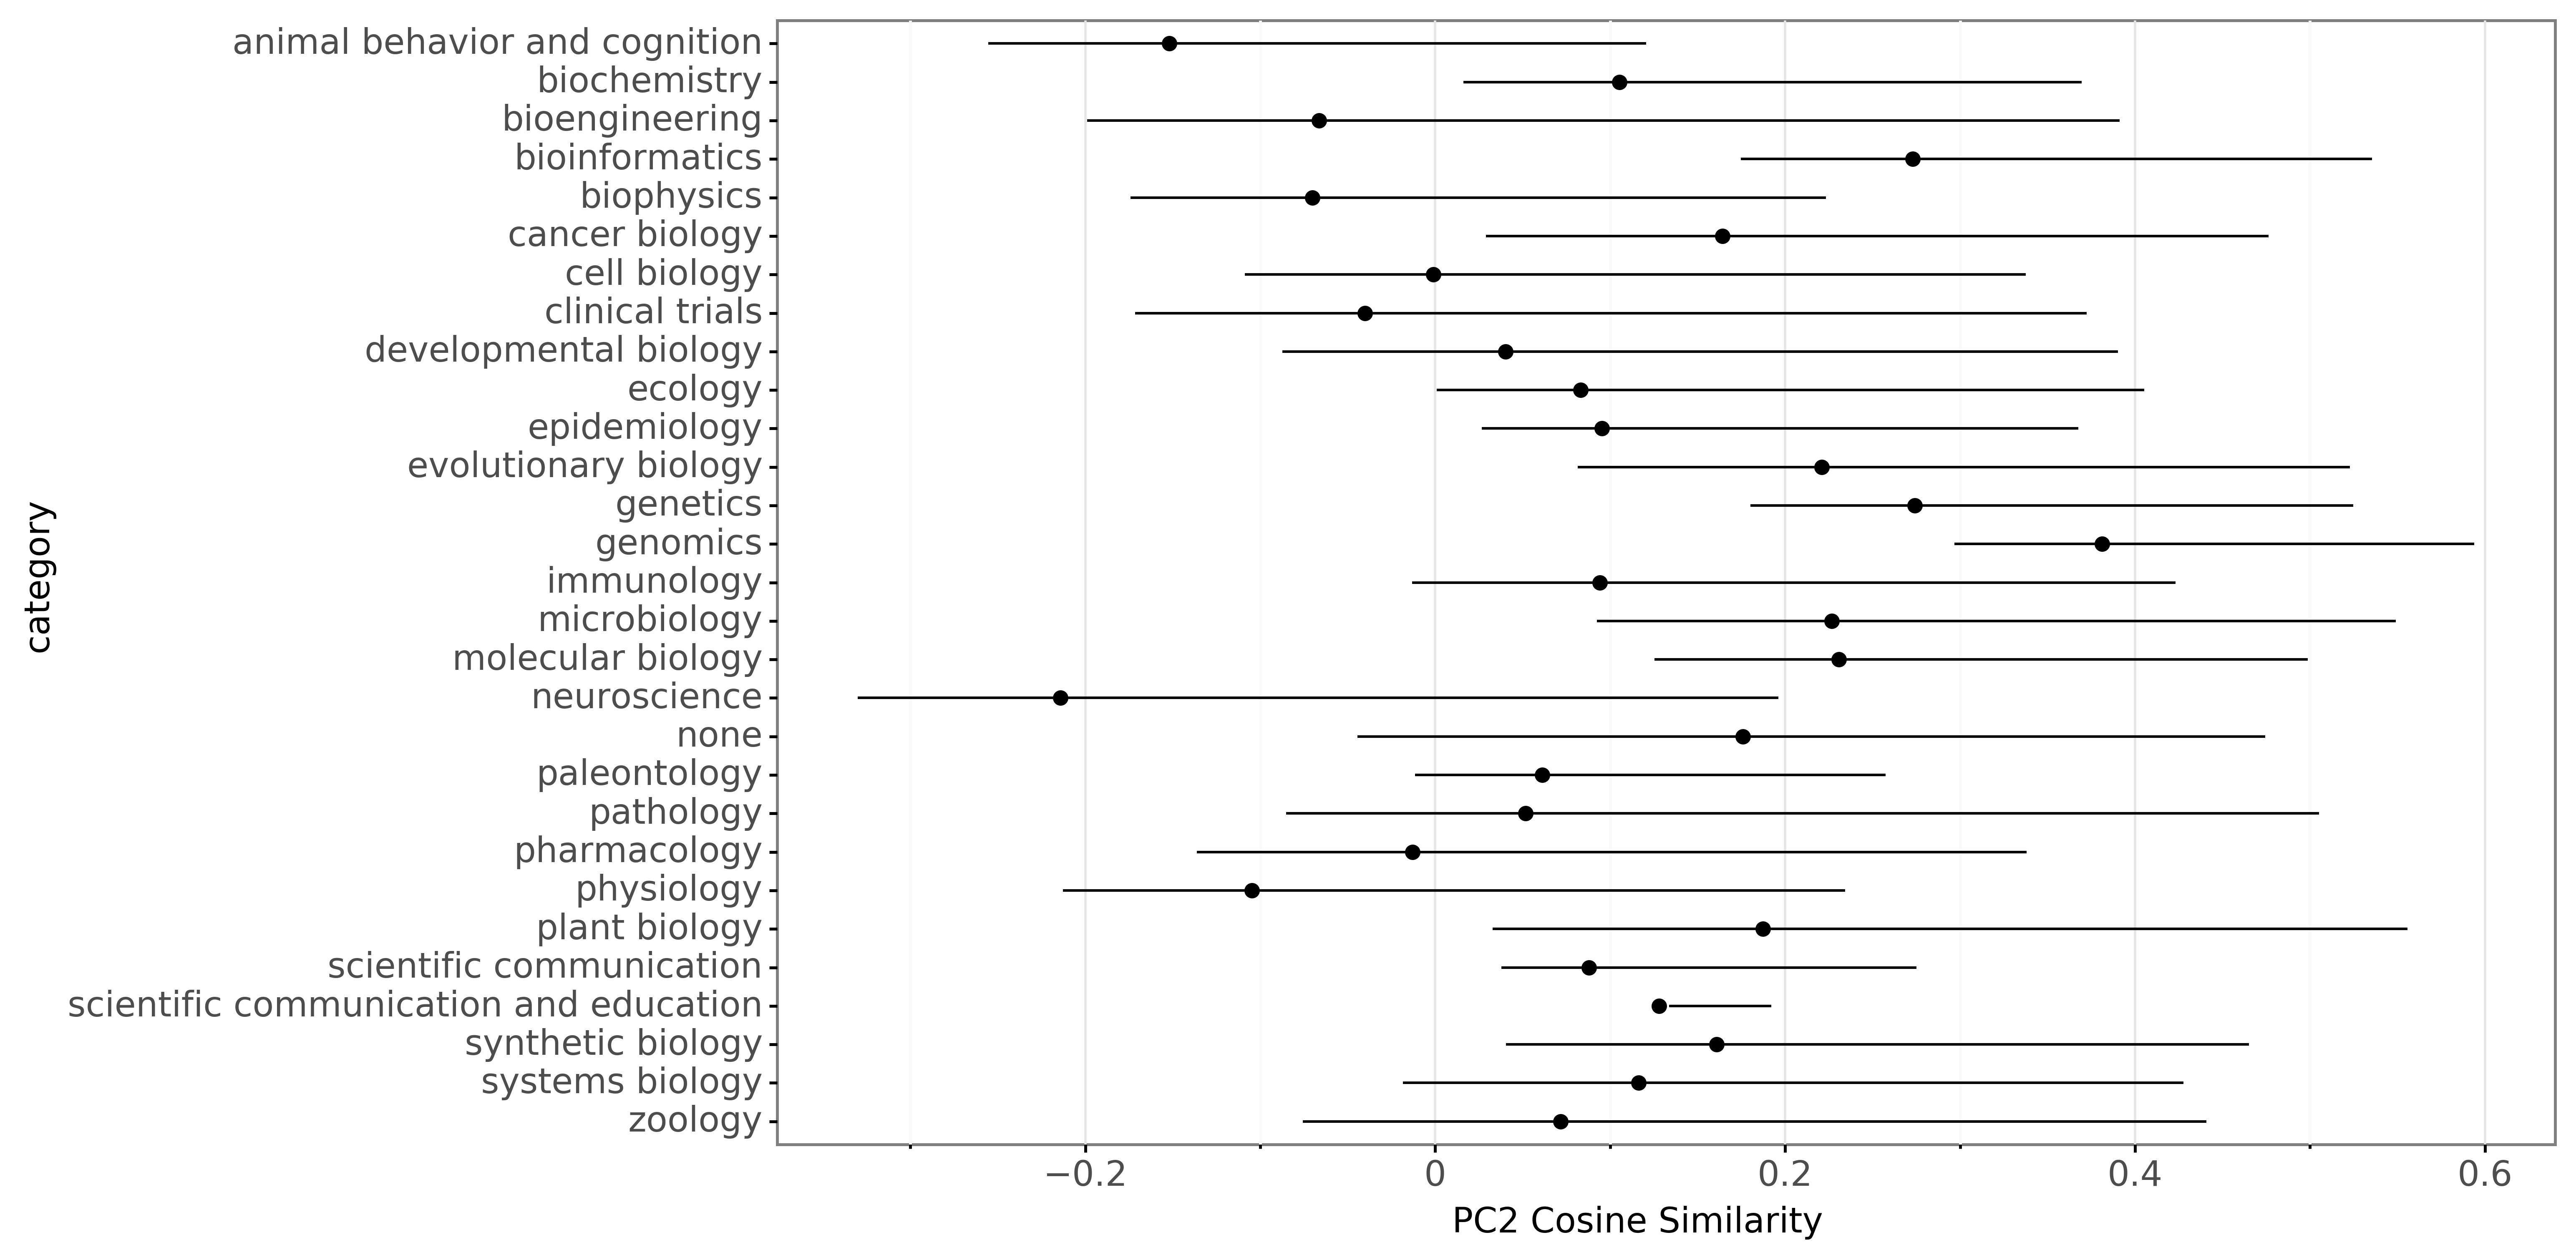 animal behavior and cognition
biochemistry
bioengineering
bioinformatics
biophysics
cancer biology
cell biology
clinical trials
developmental biology
ecology
epidemiology
evolutionary biology
genetics
genomics
immunology
microbiology
molecular biology
neuroscience
none
paleontology
pathology
pharmacology
physiology
plant biology
scientific communication
scientific communication and education
synthetic biology
systems biology
zoology
category
−0.2 0 0.2 0.4 0.6
PC2 Cosine Similarity